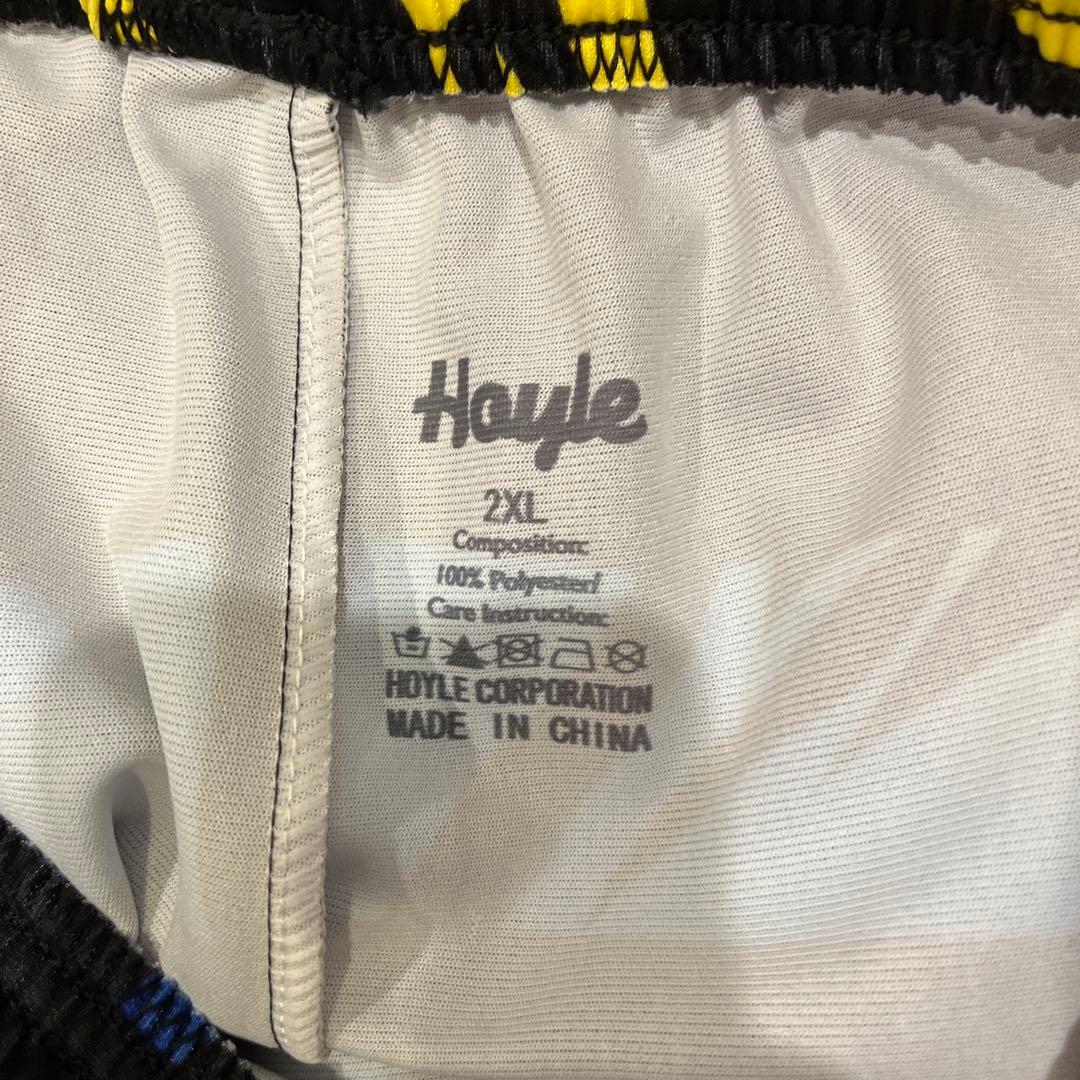 Hoyle
2XL
Composition:
100% Polyester/
Care Instruction:
HOYLE CORPORATION
MADE IN CHINA